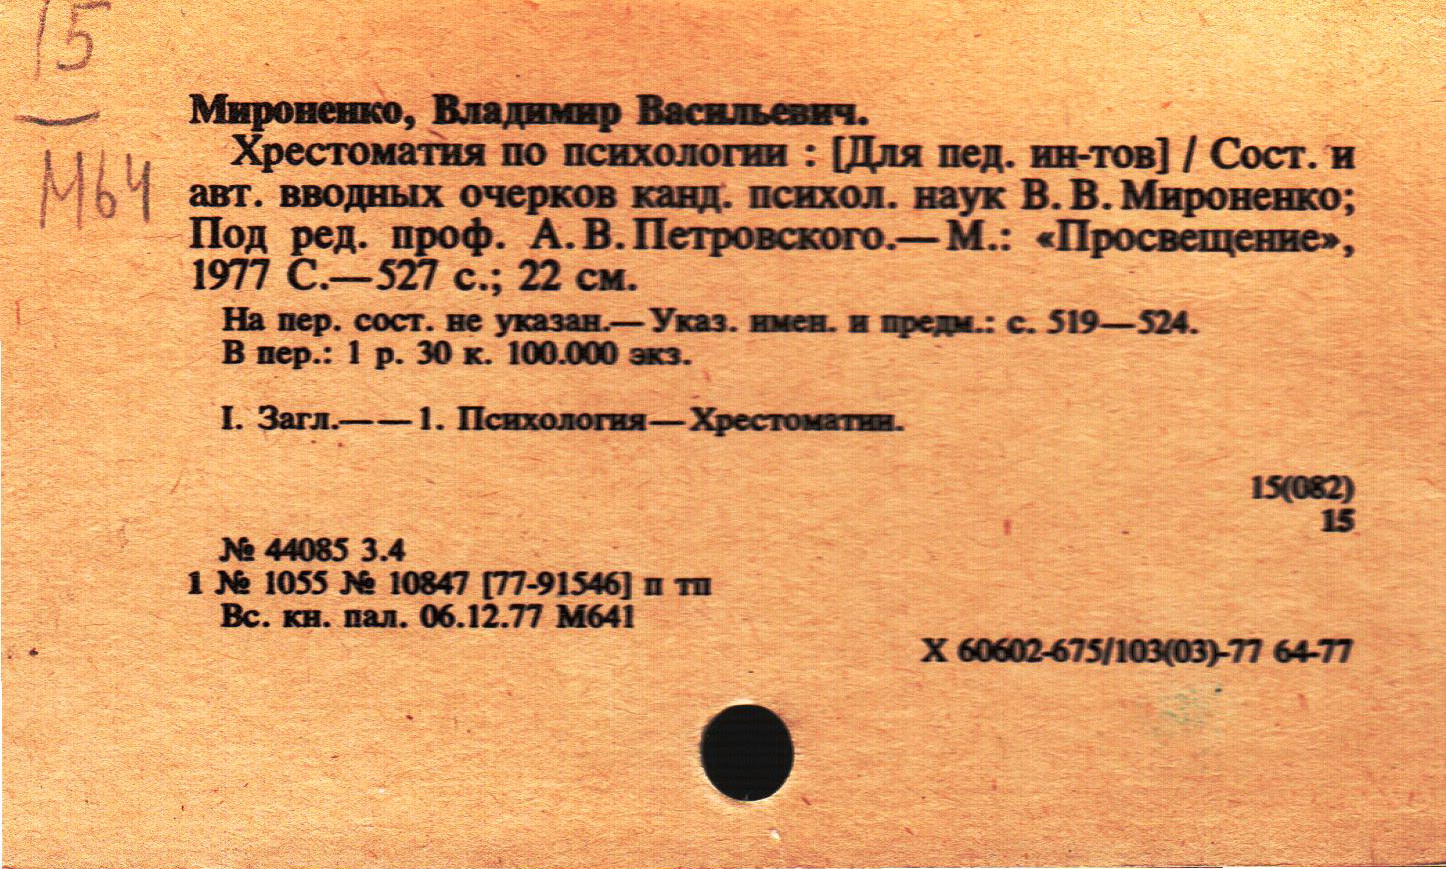 15
М64
Мироненко, Владимир Васильевич.
Хрестоматия по психологии : [Для пед. ин-тов] / Сост. и
авт. вводных очерков канд. психол. наук В. В. Мироненко;
Под ред. проф. А. В. Петровского.— М.: «Просвещение»,
1977 С.— 527 с.; 22 см.
На пер. сост. не указан.— Указ. имен. и предм.: с. 519—524.
В пер.: 1 р. 30 к. 100.000 экз.
I. Загл.— — 1. Психология — Хрестоматии.
15(082)
15
№ 44085 3.4
1 № 1055 № 10847 [77-91546] п тп
Вс. кн. пал. 06.12.77 М641
Х 60602-675/103(03)-77 64-77